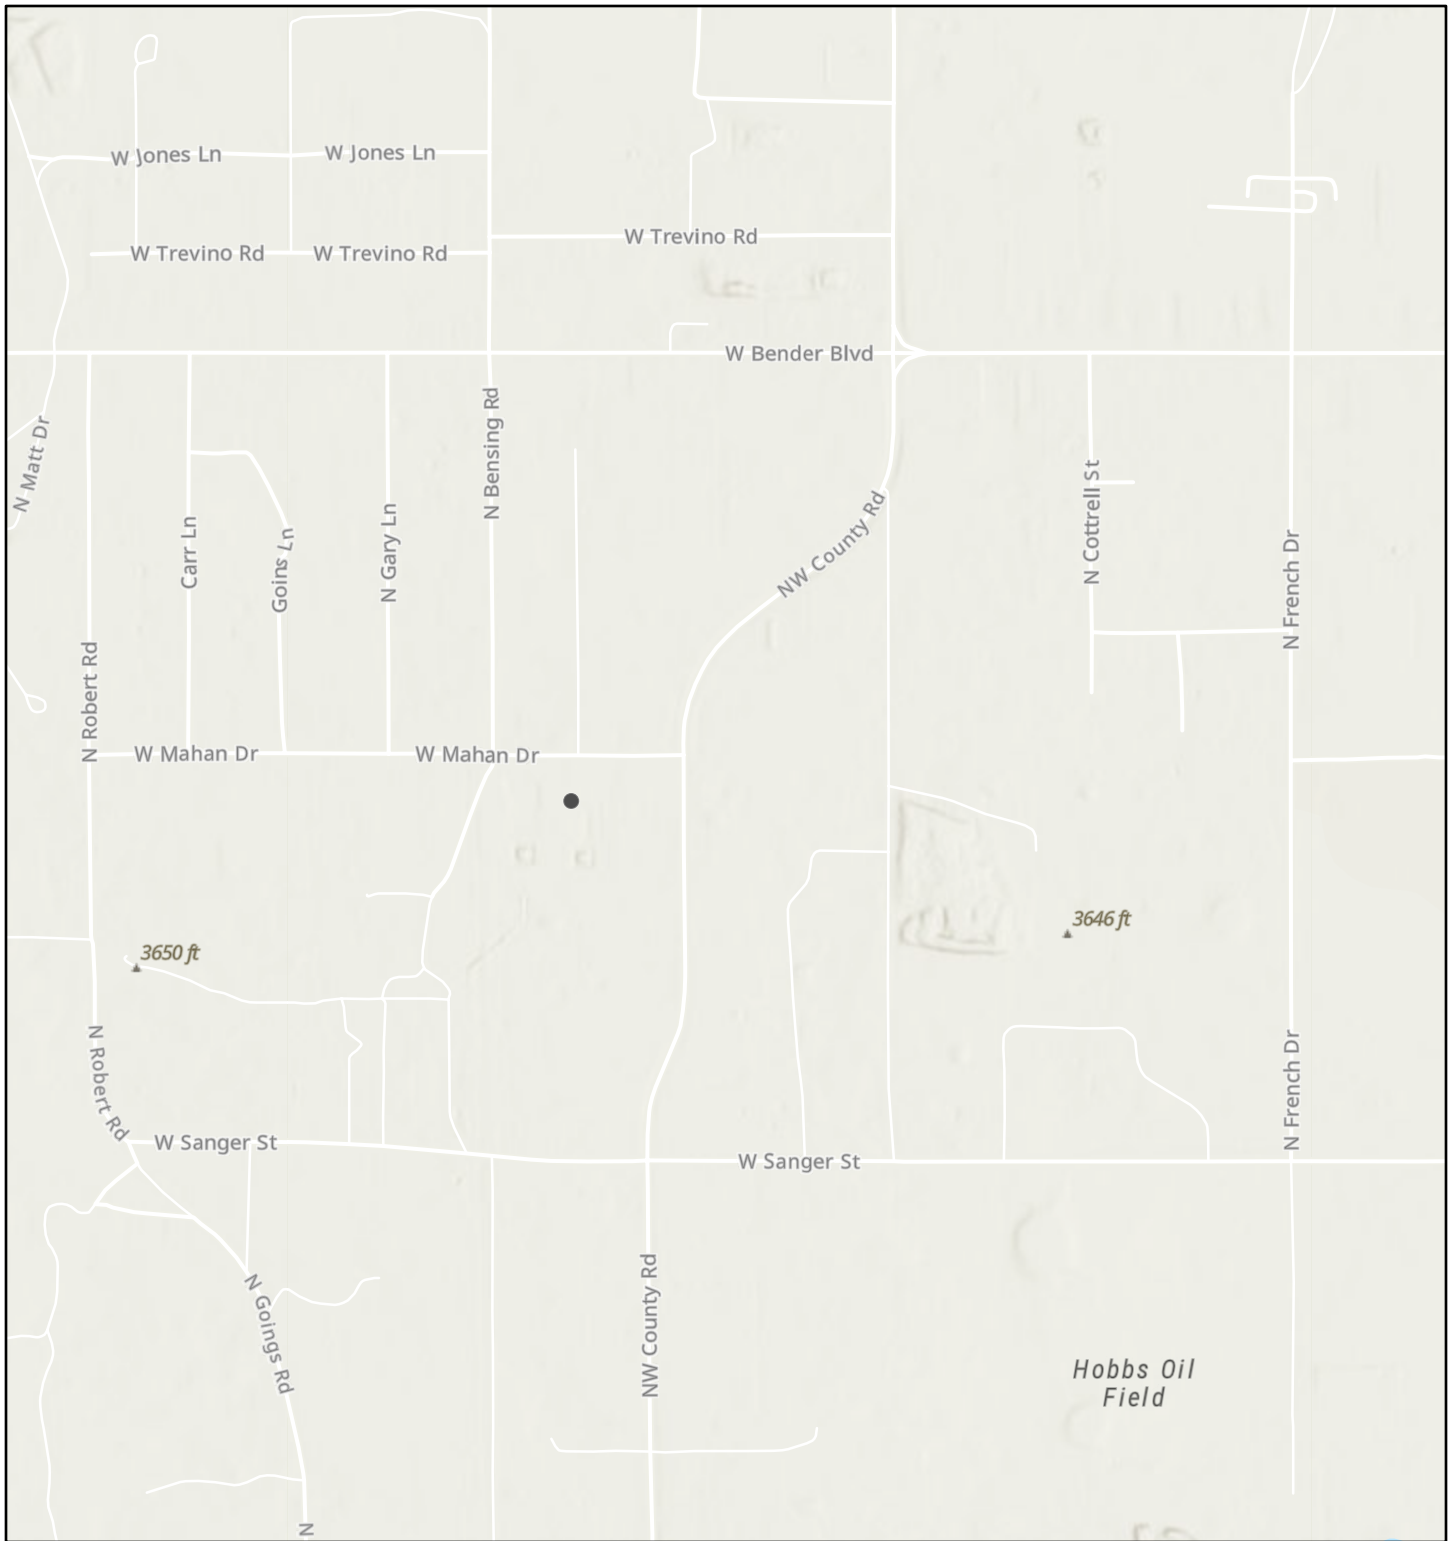 W Jones Ln
W Jones Ln
W Trevino Rd
W Trevino Rd
W Trevino Rd
W Bender Blvd
N Matt Dr
N Bensing Rd
NW County Rd
N Cottrell St
Carr Ln
Goins Ln
N Gary Ln
N French Dr
N Robert Rd
W Mahan Dr
W Mahan Dr
3646 ft
3650 ft
N Robert Rd
N French Dr
W Sanger St
W Sanger St
N Goings Rd
NW County Rd
Hobbs Oil
Field
N